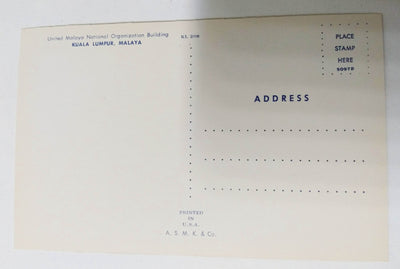 United Malaya National Organization Building
KUALA LUMPUR, MALAYA
PLACE
STAMP
HERE
ADDRESS
PRINTED
IN
U.S.A.
A. S. M. K. & Co.